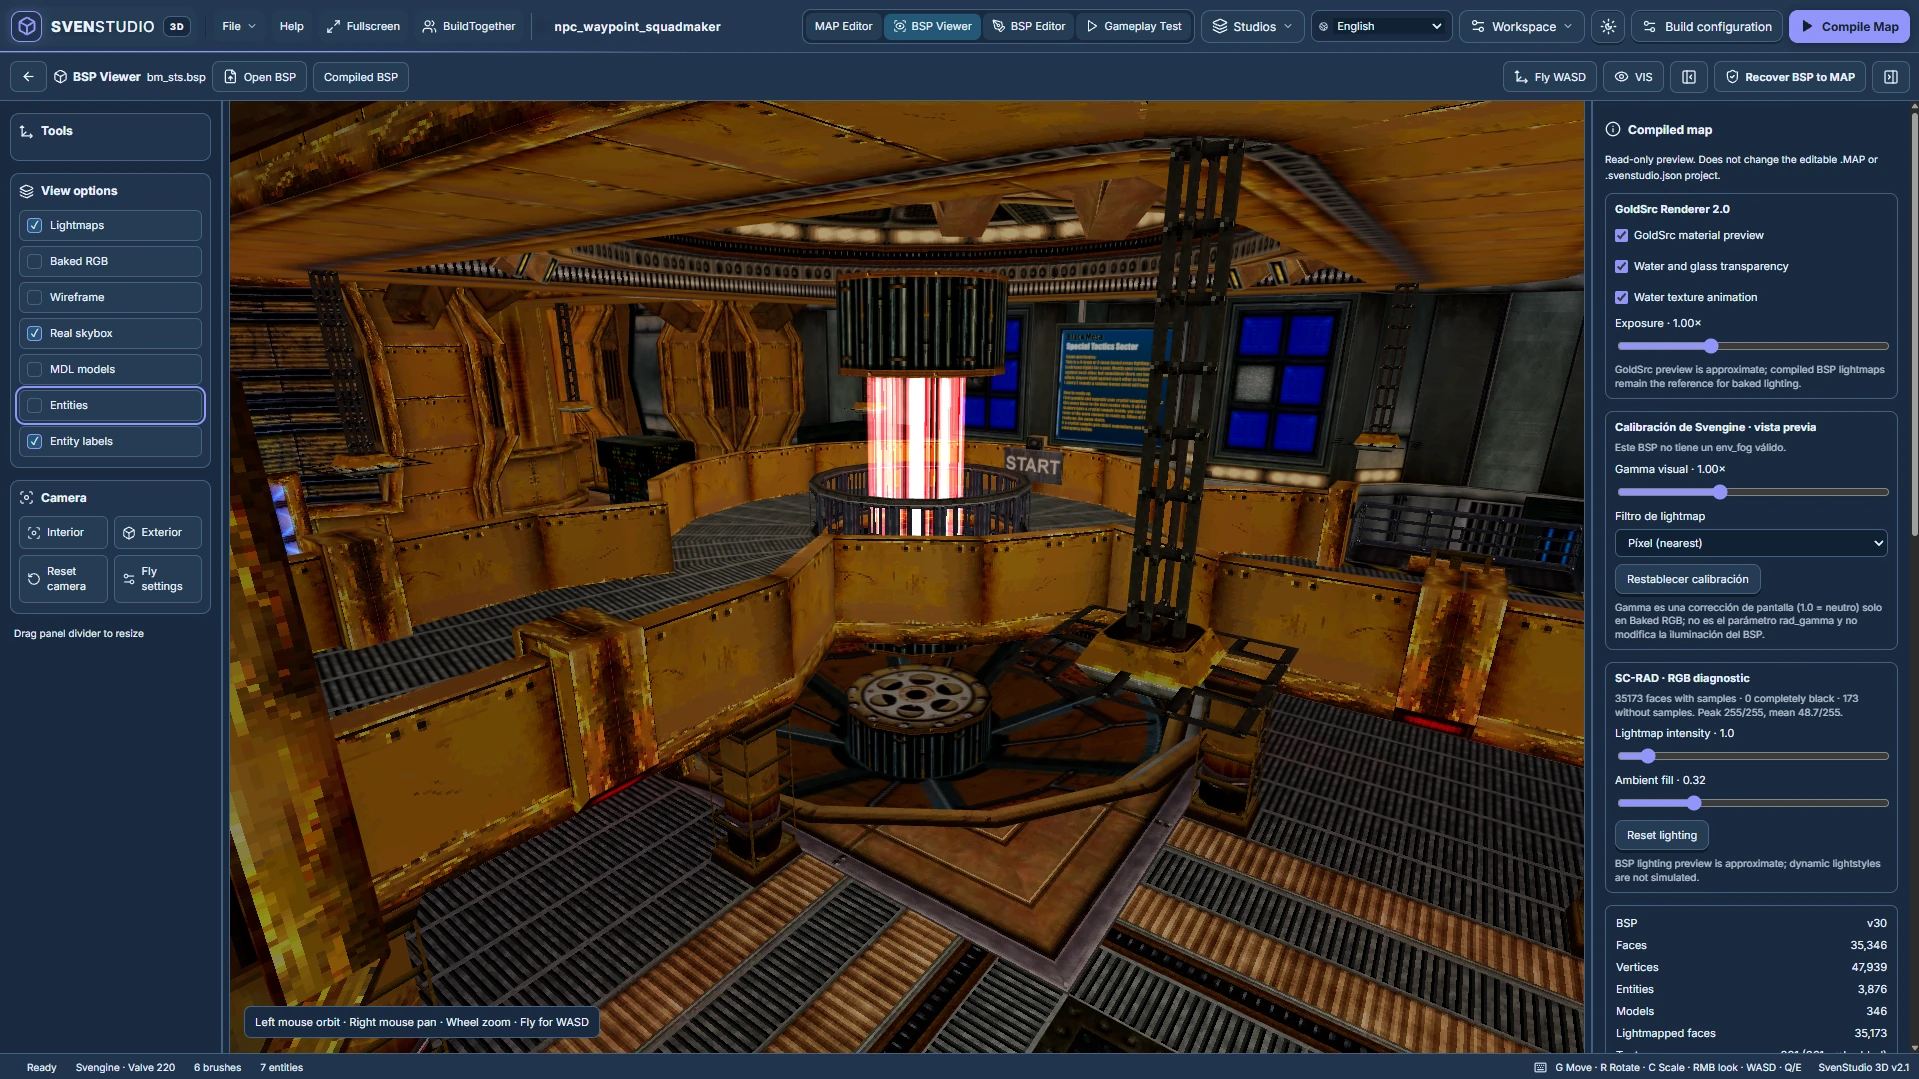 SVENSTUDIO 3D File Help Fullscreen BuildTogether npc_waypoint_squadmaker MAP Editor BSP Viewer BSP Editor Gameplay Test Studios English Workspace Build configuration Compile Map
BSP Viewer bm_sts.bsp Open BSP Compiled BSP Fly WASD VIS Recover BSP to MAP
Tools
View options
Lightmaps
Baked RGB
Wireframe
Real skybox
MDL models
Entities
Entity labels
Camera
Interior Exterior
Reset camera
Fly settings
Drag panel divider to resize
Special Tactics Sector
START
Left mouse orbit · Right mouse pan · Wheel zoom · Fly for WASD
Compiled map
Read-only preview. Does not change the editable .MAP or
.svenstudio.json project.
GoldSrc Renderer 2.0
GoldSrc material preview
Water and glass transparency
Water texture animation
Exposure · 1.00×
GoldSrc preview is approximate; compiled BSP lightmaps
remain the reference for baked lighting.
Calibración de Svengine · vista previa
Este BSP no tiene un env_fog válido.
Gamma visual · 1.00×
Filtro de lightmap
Píxel (nearest)
Restablecer calibración
Gamma es una corrección de pantalla (1.0 = neutro) solo
en Baked RGB; no es el parámetro rad_gamma y no
modifica la iluminación del BSP.
SC-RAD · RGB diagnostic
35173 faces with samples · 0 completely black · 173
without samples. Peak 255/255, mean 48.7/255.
Lightmap intensity · 1.0
Ambient fill · 0.32
Reset lighting
BSP lighting preview is approximate; dynamic lightstyles
are not simulated.
BSP v30
Faces 35,346
Vertices 47,939
Entities 3,876
Models 346
Lightmapped faces 35,173
Ready Svengine · Valve 220 6 brushes 7 entities G Move · R Rotate · C Scale · RMB look · WASD · Q/E SvenStudio 3D v2.1